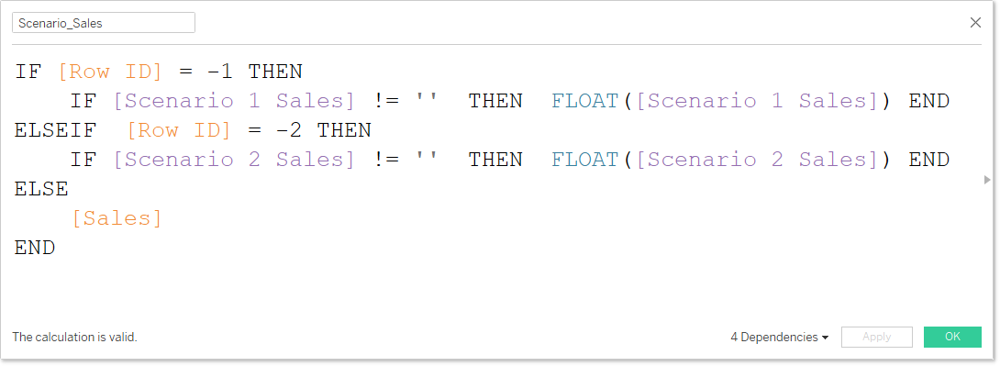 Scenario_Sales
IF [Row ID] = -1 THEN
    IF [Scenario 1 Sales] != ''  THEN  FLOAT([Scenario 1 Sales]) END
ELSEIF  [Row ID] = -2 THEN
    IF [Scenario 2 Sales] != ''  THEN  FLOAT([Scenario 2 Sales]) END
ELSE
    [Sales]
END
The calculation is valid.
4 Dependencies
Apply
OK